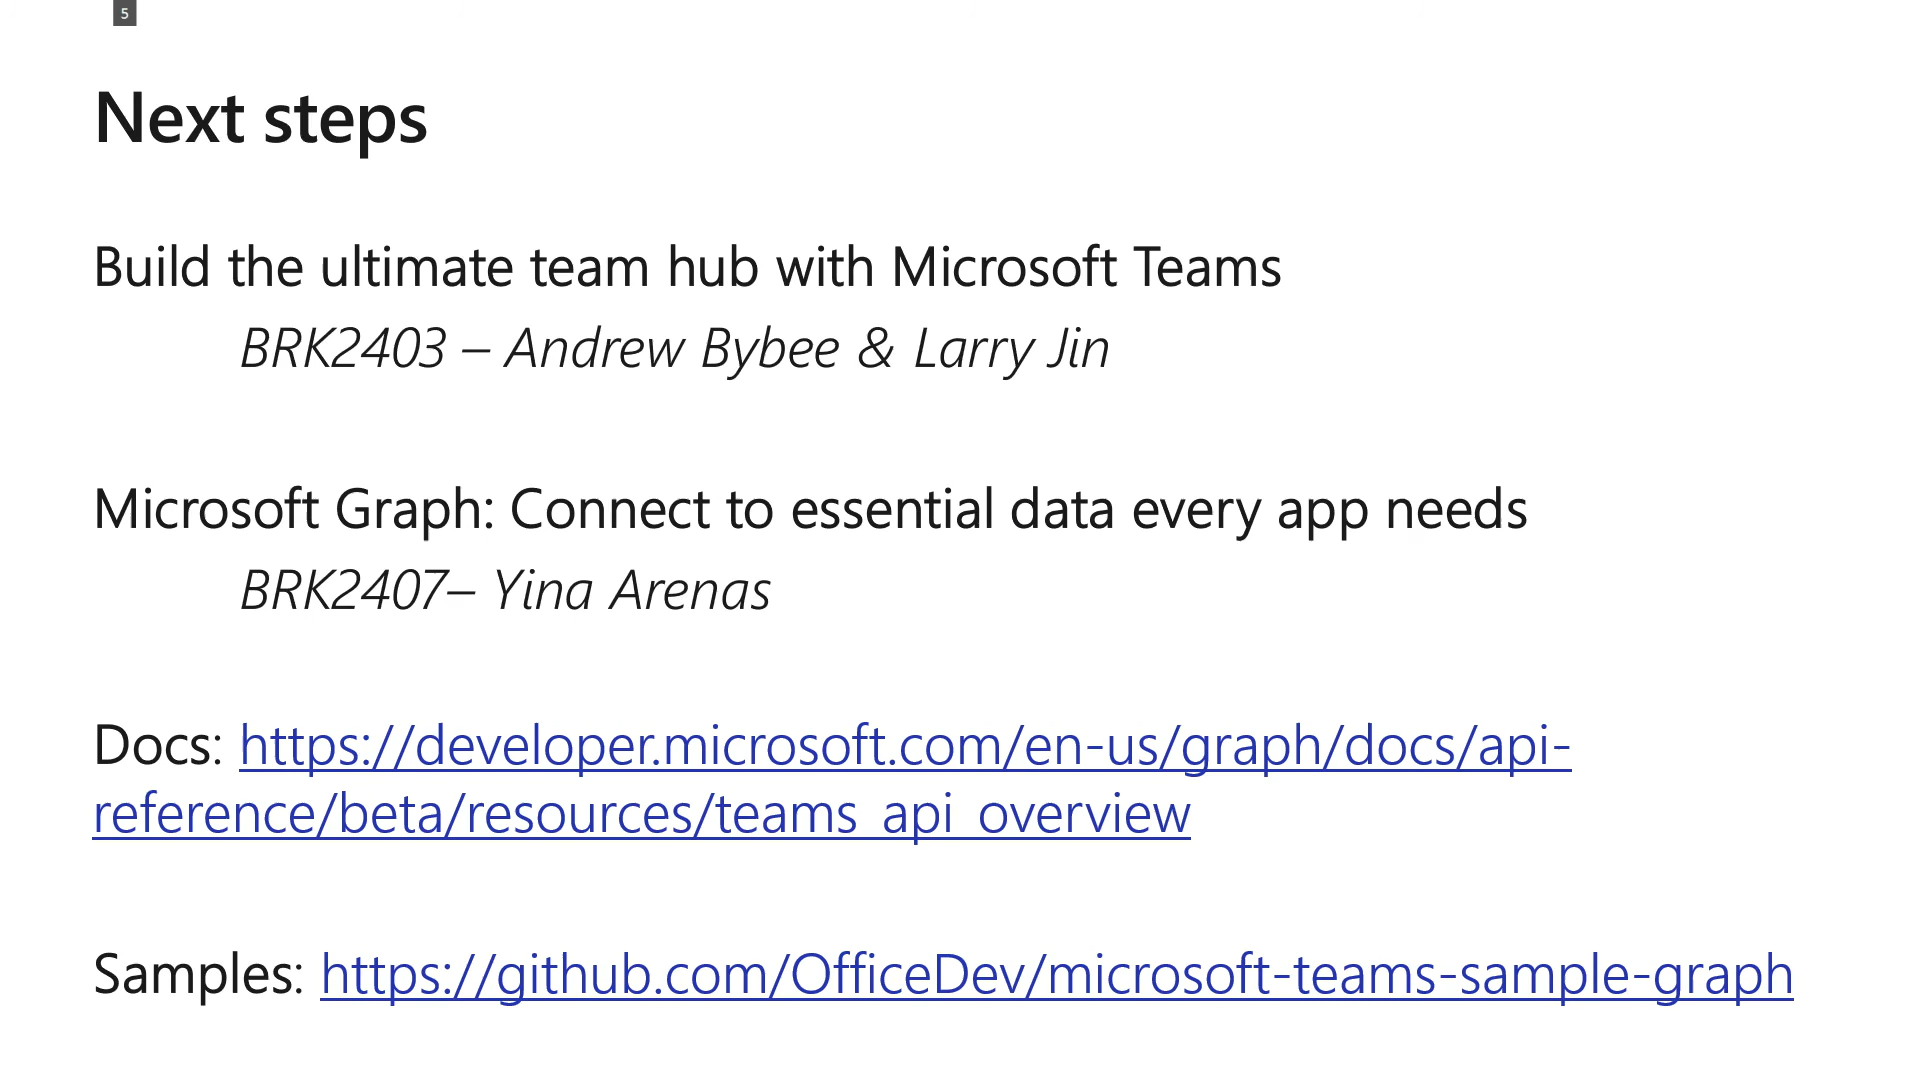 5
Next steps
Build the ultimate team hub with Microsoft Teams
BRK2403 – Andrew Bybee & Larry Jin
Microsoft Graph: Connect to essential data every app needs
BRK2407– Yina Arenas
Docs: https://developer.microsoft.com/en-us/graph/docs/api-
reference/beta/resources/teams_api_overview
Samples: https://github.com/OfficeDev/microsoft-teams-sample-graph